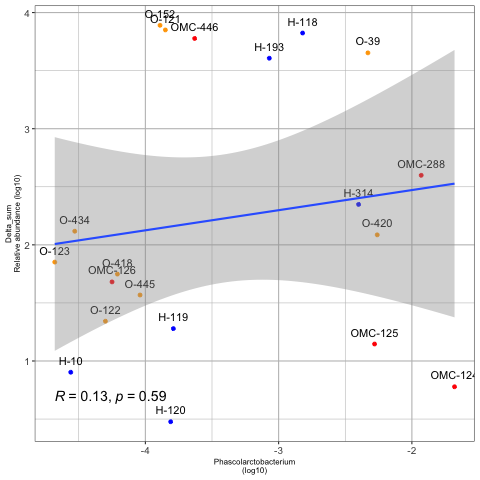 4
O-152
O-121
OMC-446
H-118
H-193
O-39
3
OMC-288
H-314
O-434
O-420
2
O-123
O-418
OMC-126
O-445
O-122
H-119
OMC-125
1
H-10
OMC-124
R = 0.13, p = 0.59
H-120
Delta_sum
Relative abundance (log10)
-4
-3
-2
Phascolarctobacterium
(log10)